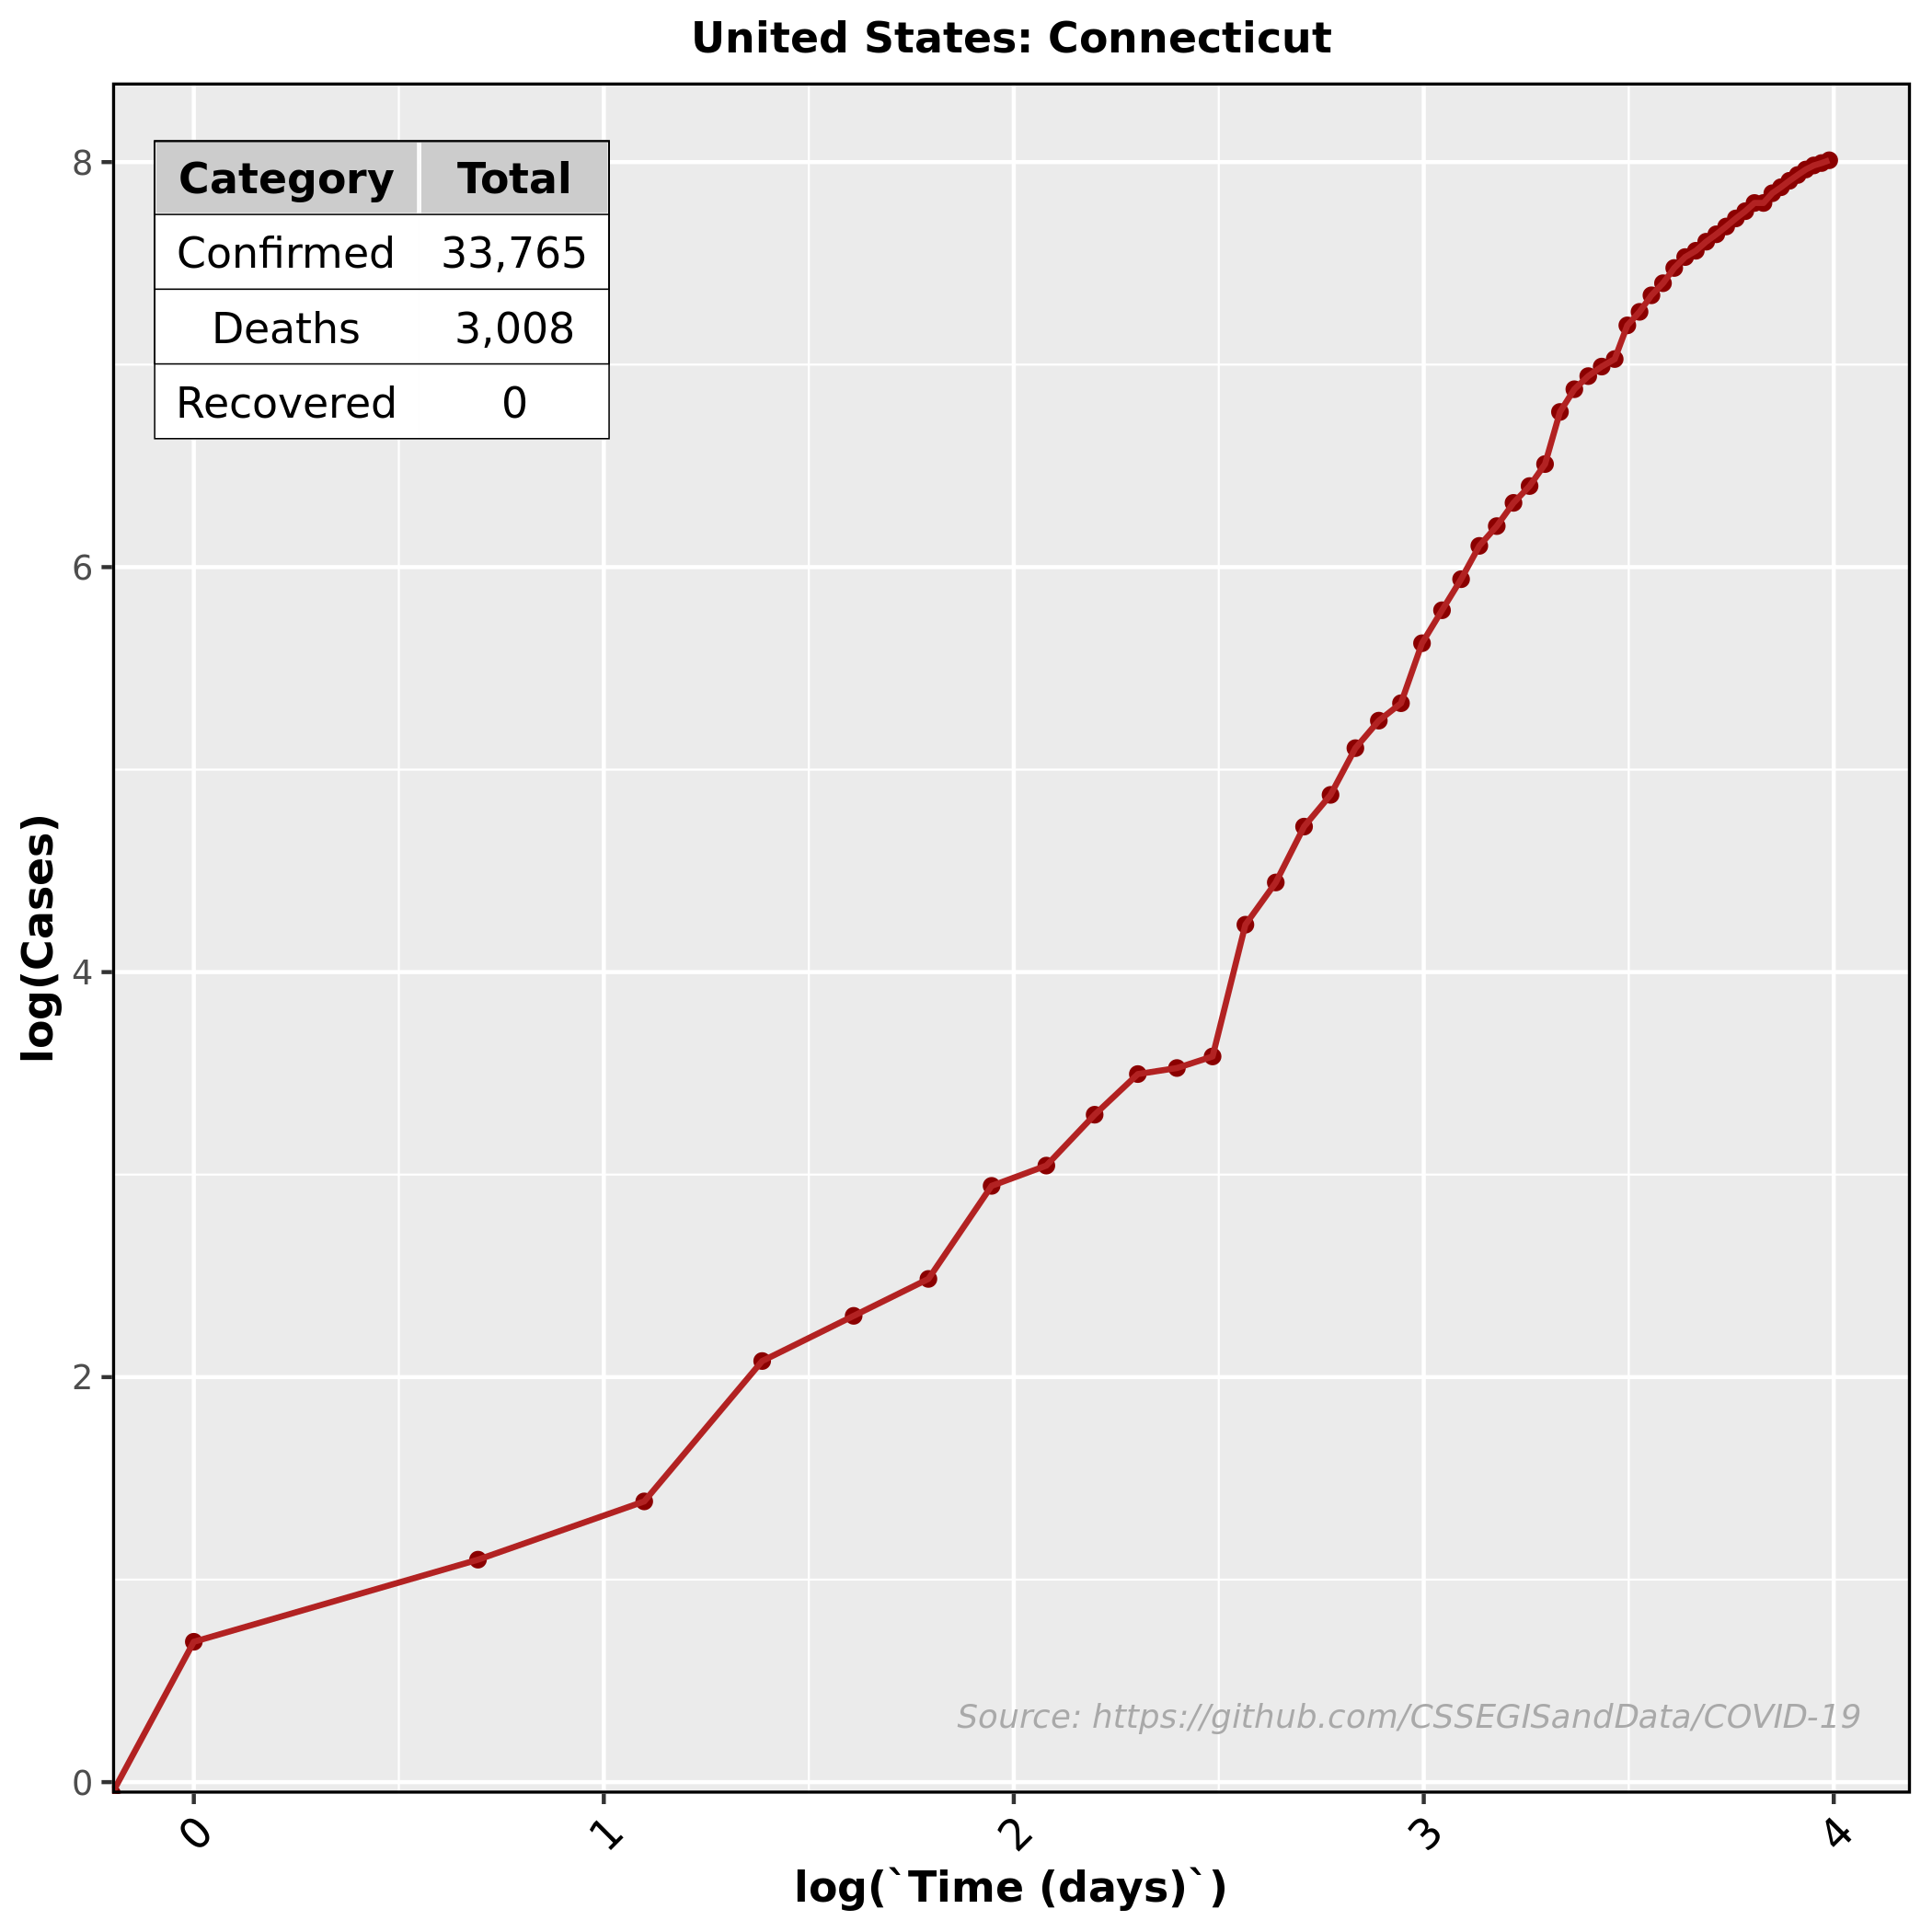 United States: Connecticut
Category Total
Confirmed 33,765
Deaths 3,008
Recovered 0
8
6
4
2
0
log(Cases)
Source: https://github.com/CSSEGISandData/COVID-19
0 1 2 3 4
log(`Time (days)`)